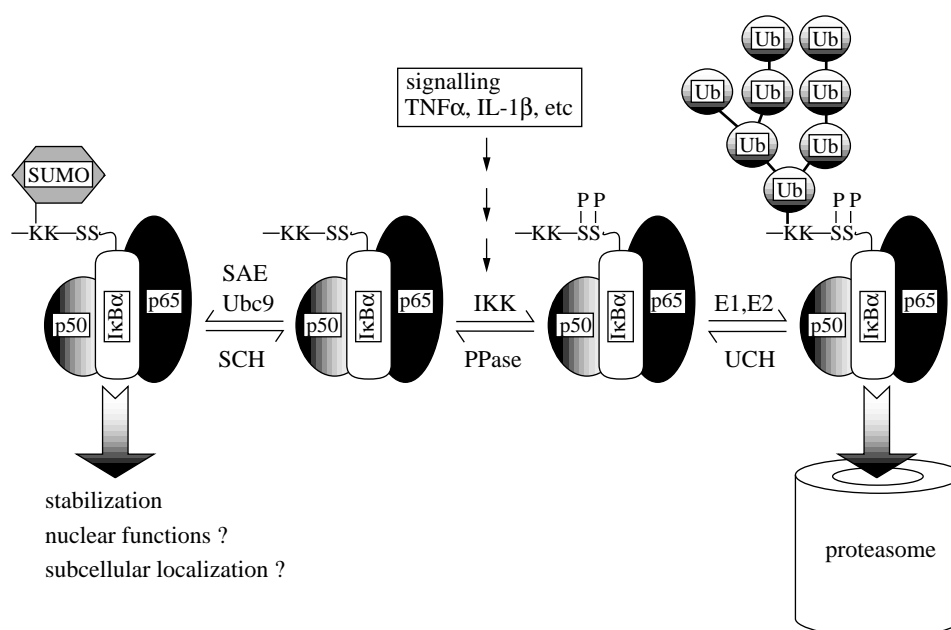 signalling
TNFα, IL-1β, etc
Ub Ub
Ub Ub Ub
Ub Ub
Ub
SUMO
P P
P P
–KK–SS
–KK–SS
–KK–SS
–KK–SS
p50 IκBα p65
SAE
Ubc9
SCH
p50 IκBα p65
IKK
PPase
p50 IκBα p65
E1,E2
UCH
p50 IκBα p65
stabilization
nuclear functions ?
subcellular localization ?
proteasome